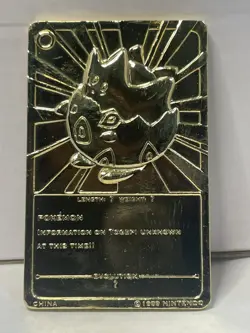 LENGTH: ? WEIGHT: ?
POKÉMON
INFORMATION ON TOGEPI UNKNOWN
AT THIS TIME!!
EVOLUTION
?
CHINA © 1999 NINTENDO